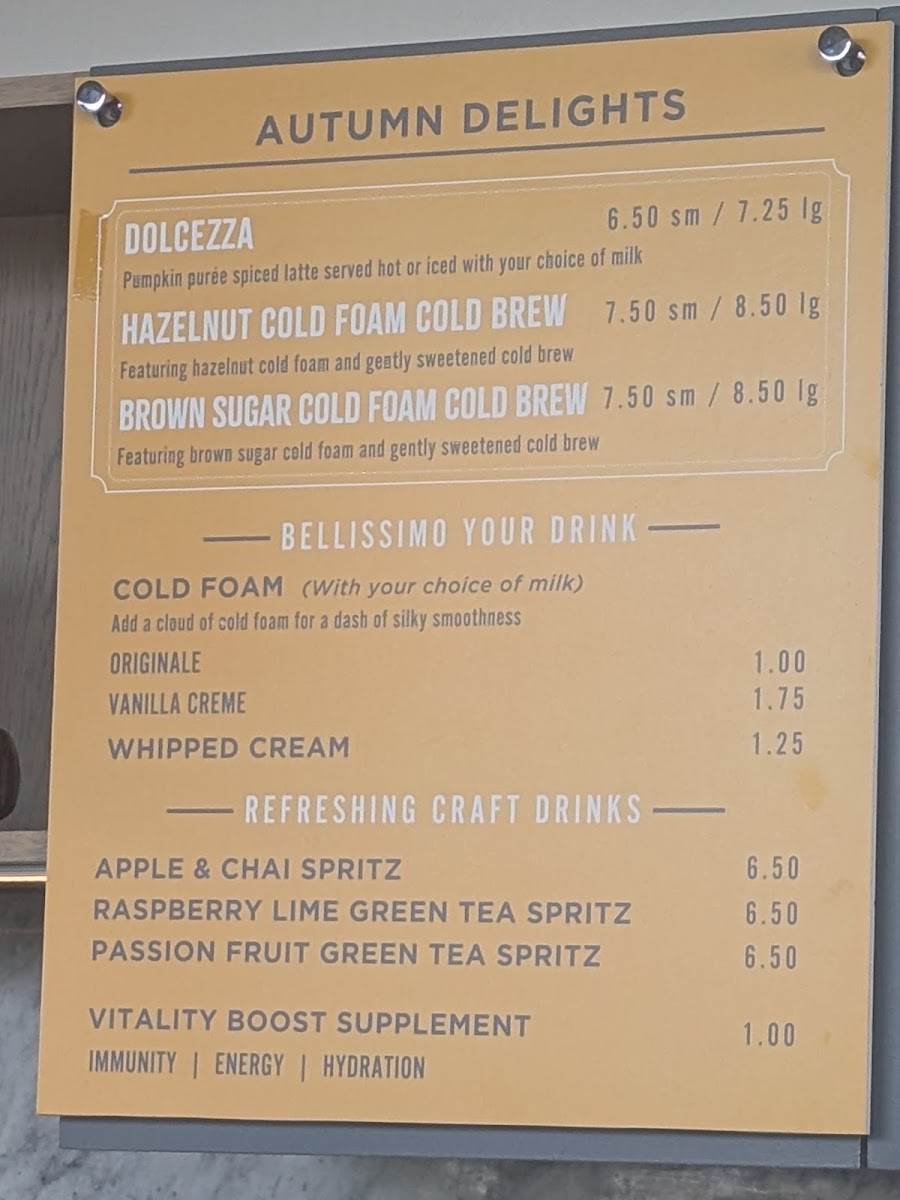 AUTUMN DELIGHTS
DOLCEZZA 6.50 sm / 7.25 lg
Pumpkin purée spiced latte served hot or iced with your choice of milk
HAZELNUT COLD FOAM COLD BREW 7.50 sm / 8.50 lg
Featuring hazelnut cold foam and gently sweetened cold brew
BROWN SUGAR COLD FOAM COLD BREW 7.50 sm / 8.50 lg
Featuring brown sugar cold foam and gently sweetened cold brew
BELLISSIMO YOUR DRINK
COLD FOAM (With your choice of milk)
Add a cloud of cold foam for a dash of silky smoothness
ORIGINALE 1.00
VANILLA CREME 1.75
WHIPPED CREAM 1.25
REFRESHING CRAFT DRINKS
APPLE & CHAI SPRITZ 6.50
RASPBERRY LIME GREEN TEA SPRITZ 6.50
PASSION FRUIT GREEN TEA SPRITZ 6.50
VITALITY BOOST SUPPLEMENT 1.00
IMMUNITY | ENERGY | HYDRATION